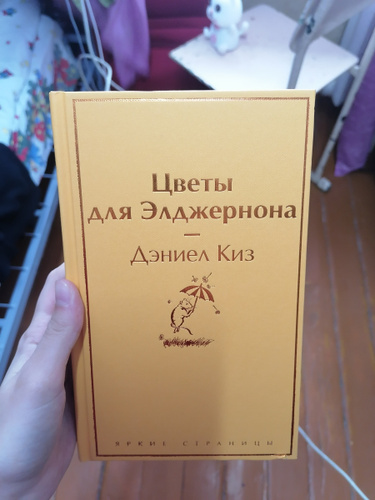 Цветы
для Элджернона
Дэниел Киз
ЯРКИЕ СТРАНИЦЫ